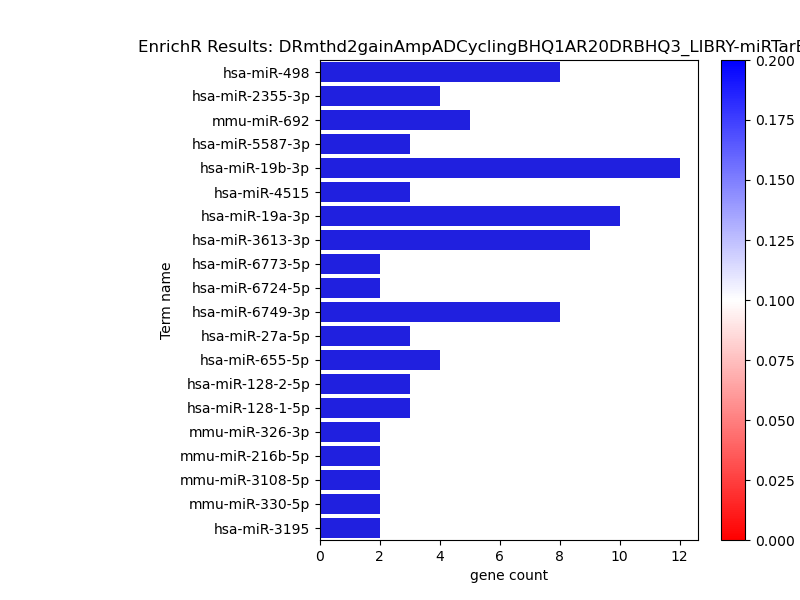 EnrichR Results: DRmthd2gainAmpADCyclingBHQ1AR20DRBHQ3_LIBRY-miRTarB
hsa-miR-498
hsa-miR-2355-3p
mmu-miR-692
hsa-miR-5587-3p
hsa-miR-19b-3p
hsa-miR-4515
hsa-miR-19a-3p
hsa-miR-3613-3p
hsa-miR-6773-5p
hsa-miR-6724-5p
hsa-miR-6749-3p
hsa-miR-27a-5p
hsa-miR-655-5p
hsa-miR-128-2-5p
hsa-miR-128-1-5p
mmu-miR-326-3p
mmu-miR-216b-5p
mmu-miR-3108-5p
mmu-miR-330-5p
hsa-miR-3195
Term name
0 2 4 6 8 10 12
gene count
0.200
0.175
0.150
0.125
0.100
0.075
0.050
0.025
0.000